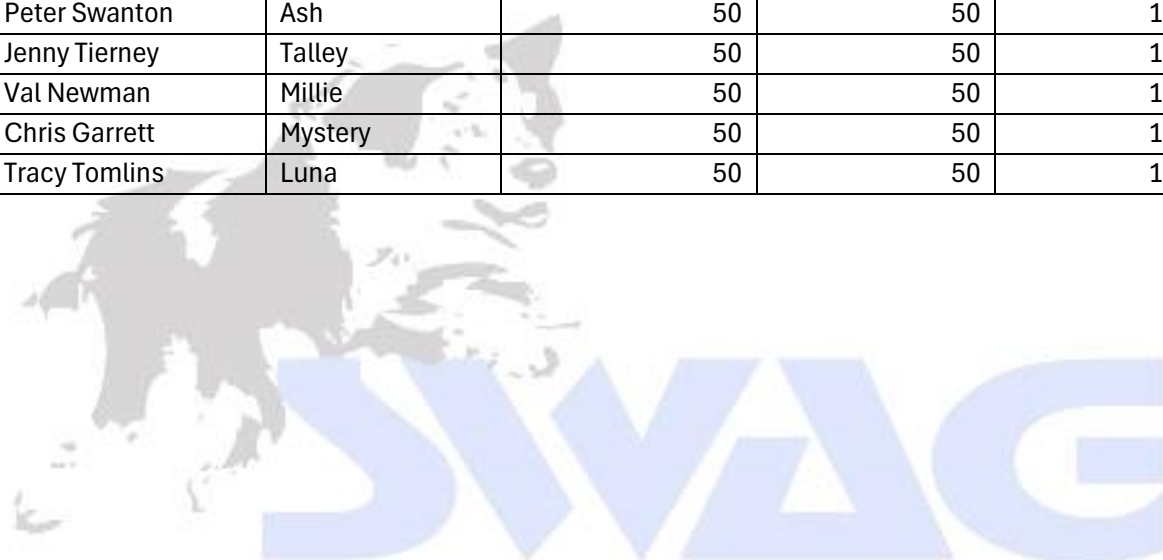 Peter Swanton Ash 50 50 1
Jenny Tierney Talley 50 50 1
Val Newman Millie 50 50 1
Chris Garrett Mystery 50 50 1
Tracy Tomlins Luna 50 50 1
SWAG